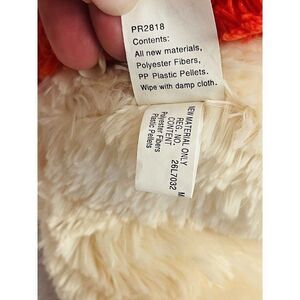 PR2818
Contents:
All new materials,
Polyester Fibers,
PP Plastic Pellets.
Wipe with damp cloth.
NEW MATERIAL ONLY
REG. NO.
CONTENT
26L7032
Polyester Fibers
Plastic Pellets
M